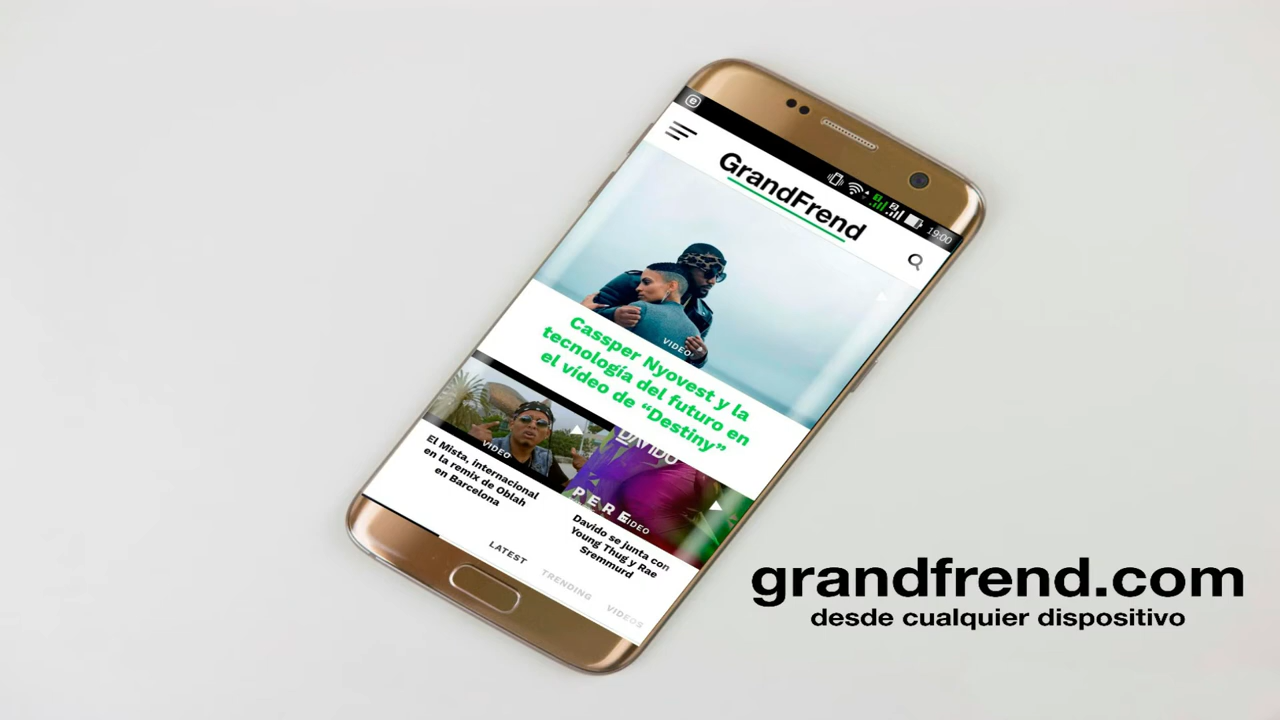 19:00
GrandFrend
VIDEO
Cassper Nyovest y la
tecnología del futuro en
el vídeo de “Destiny”
VIDEO
El Mista, internacional
en la remix de Oblah
en Barcelona
DAVIDO
PERE
VIDEO
Davido se junta con
Young Thug y Rae
Sremmurd
LATEST
TRENDING
VIDEOS
grandfrend.com
desde cualquier dispositivo